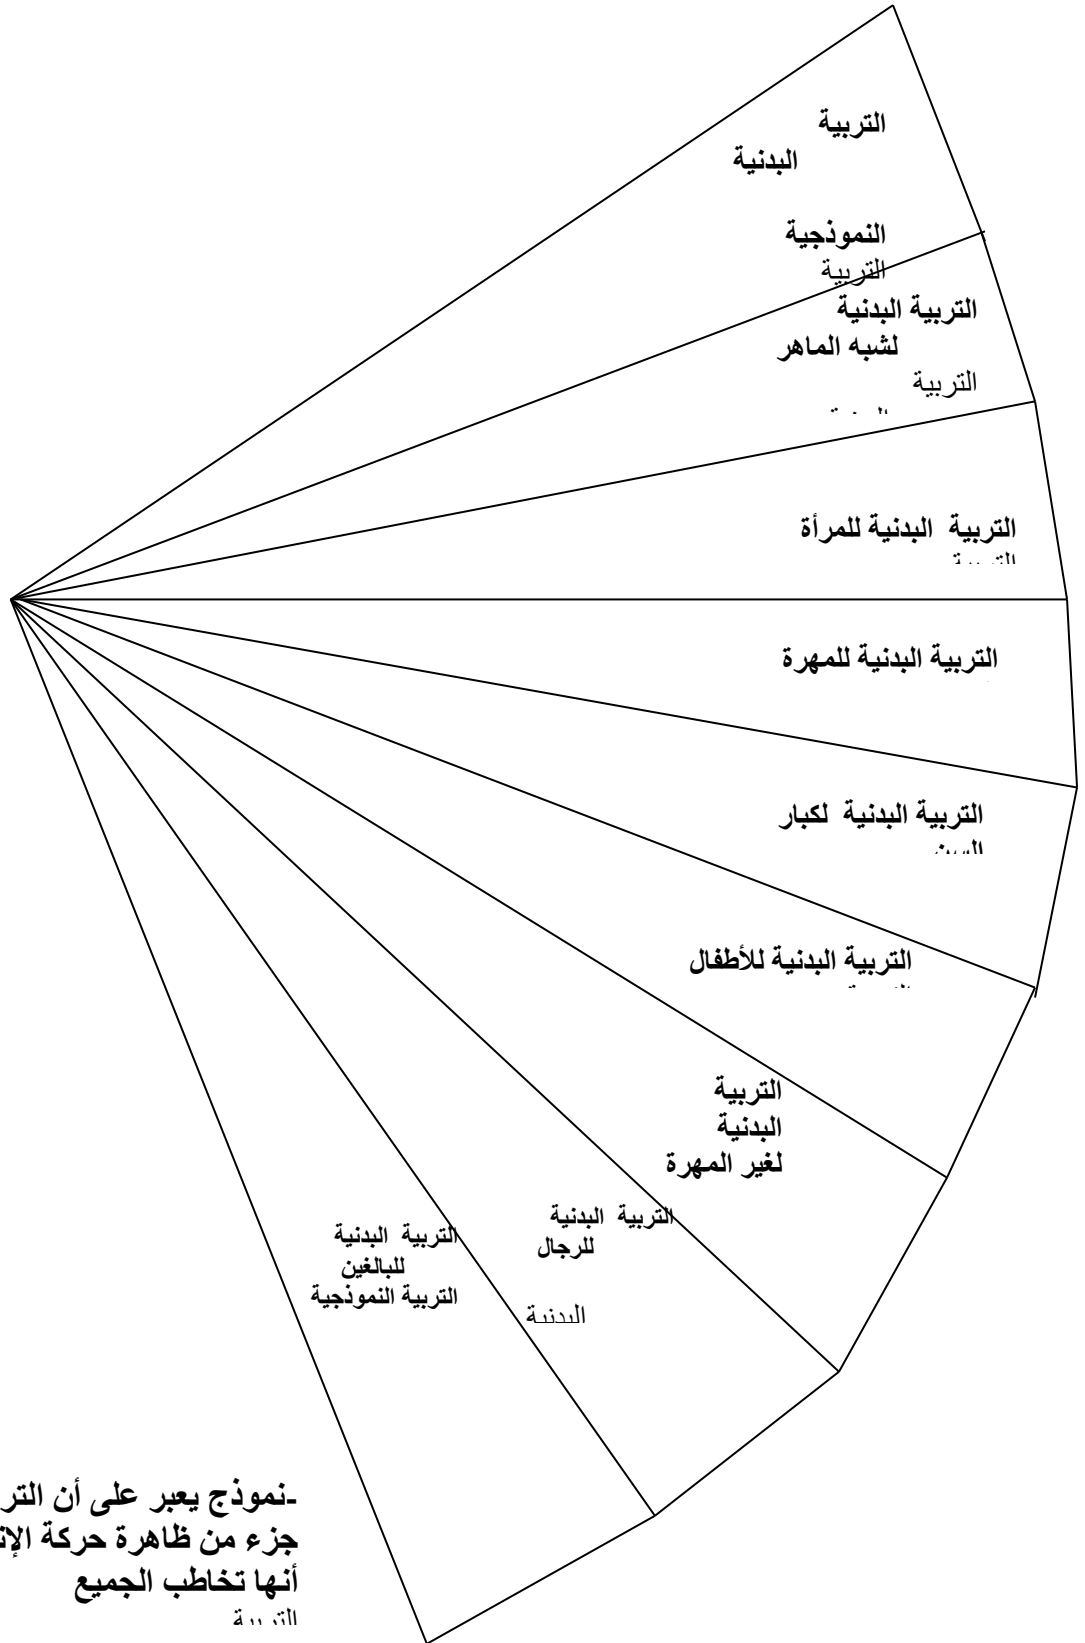 التربية
البدنية
النموذجية
التربية
التربية البدنية
لشبه الماهر
التربية
التربية البدنية للمرأة
التربية البدنية للمهرة
التربية البدنية لكبار
السن
التربية البدنية للأطفال
التربية
البدنية
لغير المهرة
التربية البدنية
للرجال
البدنية
التربية البدنية
للبالغين
التربية النموذجية
-نموذج يعبر على أن
جزء من ظاهرة حركة
أنها تخاطب الجميع
التربية